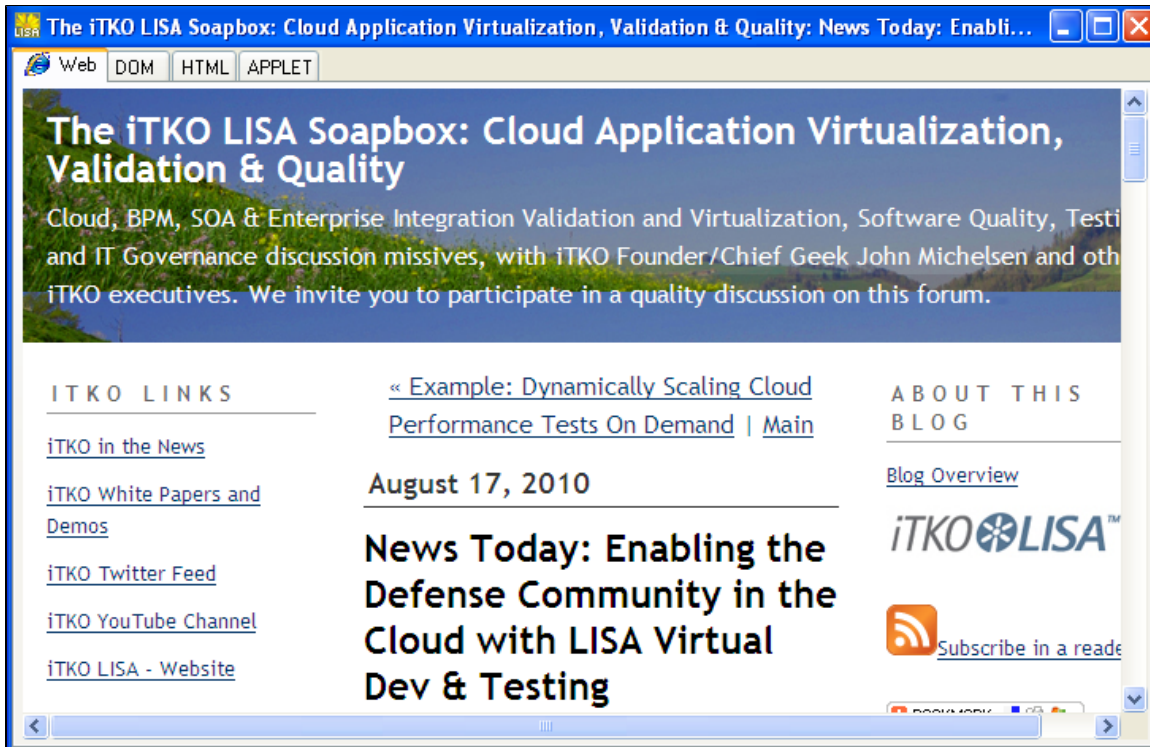 The iTKO LISA Soapbox: Cloud Application Virtualization, Validation & Quality: News Today: Enabli...
Web DOM HTML APPLET
The iTKO LISA Soapbox: Cloud Application Virtualization,
Validation & Quality
Cloud, BPM, SOA & Enterprise Integration Validation and Virtualization, Software Quality, Testi
and IT Governance discussion missives, with iTKO Founder/Chief Geek John Michelsen and oth
iTKO executives. We invite you to participate in a quality discussion on this forum.
ITKO LINKS
iTKO in the News
iTKO White Papers and
Demos
iTKO Twitter Feed
iTKO YouTube Channel
iTKO LISA - Website
« Example: Dynamically Scaling Cloud
Performance Tests On Demand | Main
August 17, 2010
News Today: Enabling the
Defense Community in the
Cloud with LISA Virtual
Dev & Testing
ABOUT THIS
BLOG
Blog Overview
iTKO LISA™
Subscribe in a reade